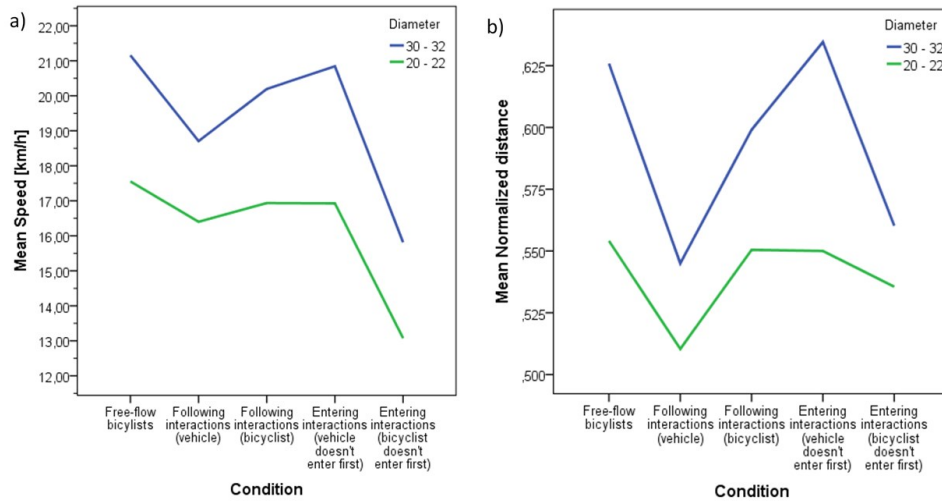 a)
Diameter
30 - 32
20 - 22
22,00
21,00
20,00
19,00
18,00
17,00
16,00
15,00
14,00
13,00
12,00
Mean Speed [km/h]
Free-flow
bicylists
Following
interactions
(vehicle)
Following
interactions
(bicyclist)
Entering
interactions
(vehicle
doesn't
enter first)
Entering
interactions
(bicyclist
doesn't
enter first)
Condition
b)
Diameter
30 - 32
20 - 22
,625
,600
,575
,550
,525
,500
Mean Normalized distance
Free-flow
bicylists
Following
interactions
(vehicle)
Following
interactions
(bicyclist)
Entering
interactions
(vehicle
doesn't
enter first)
Entering
interactions
(bicyclist
doesn't
enter first)
Condition